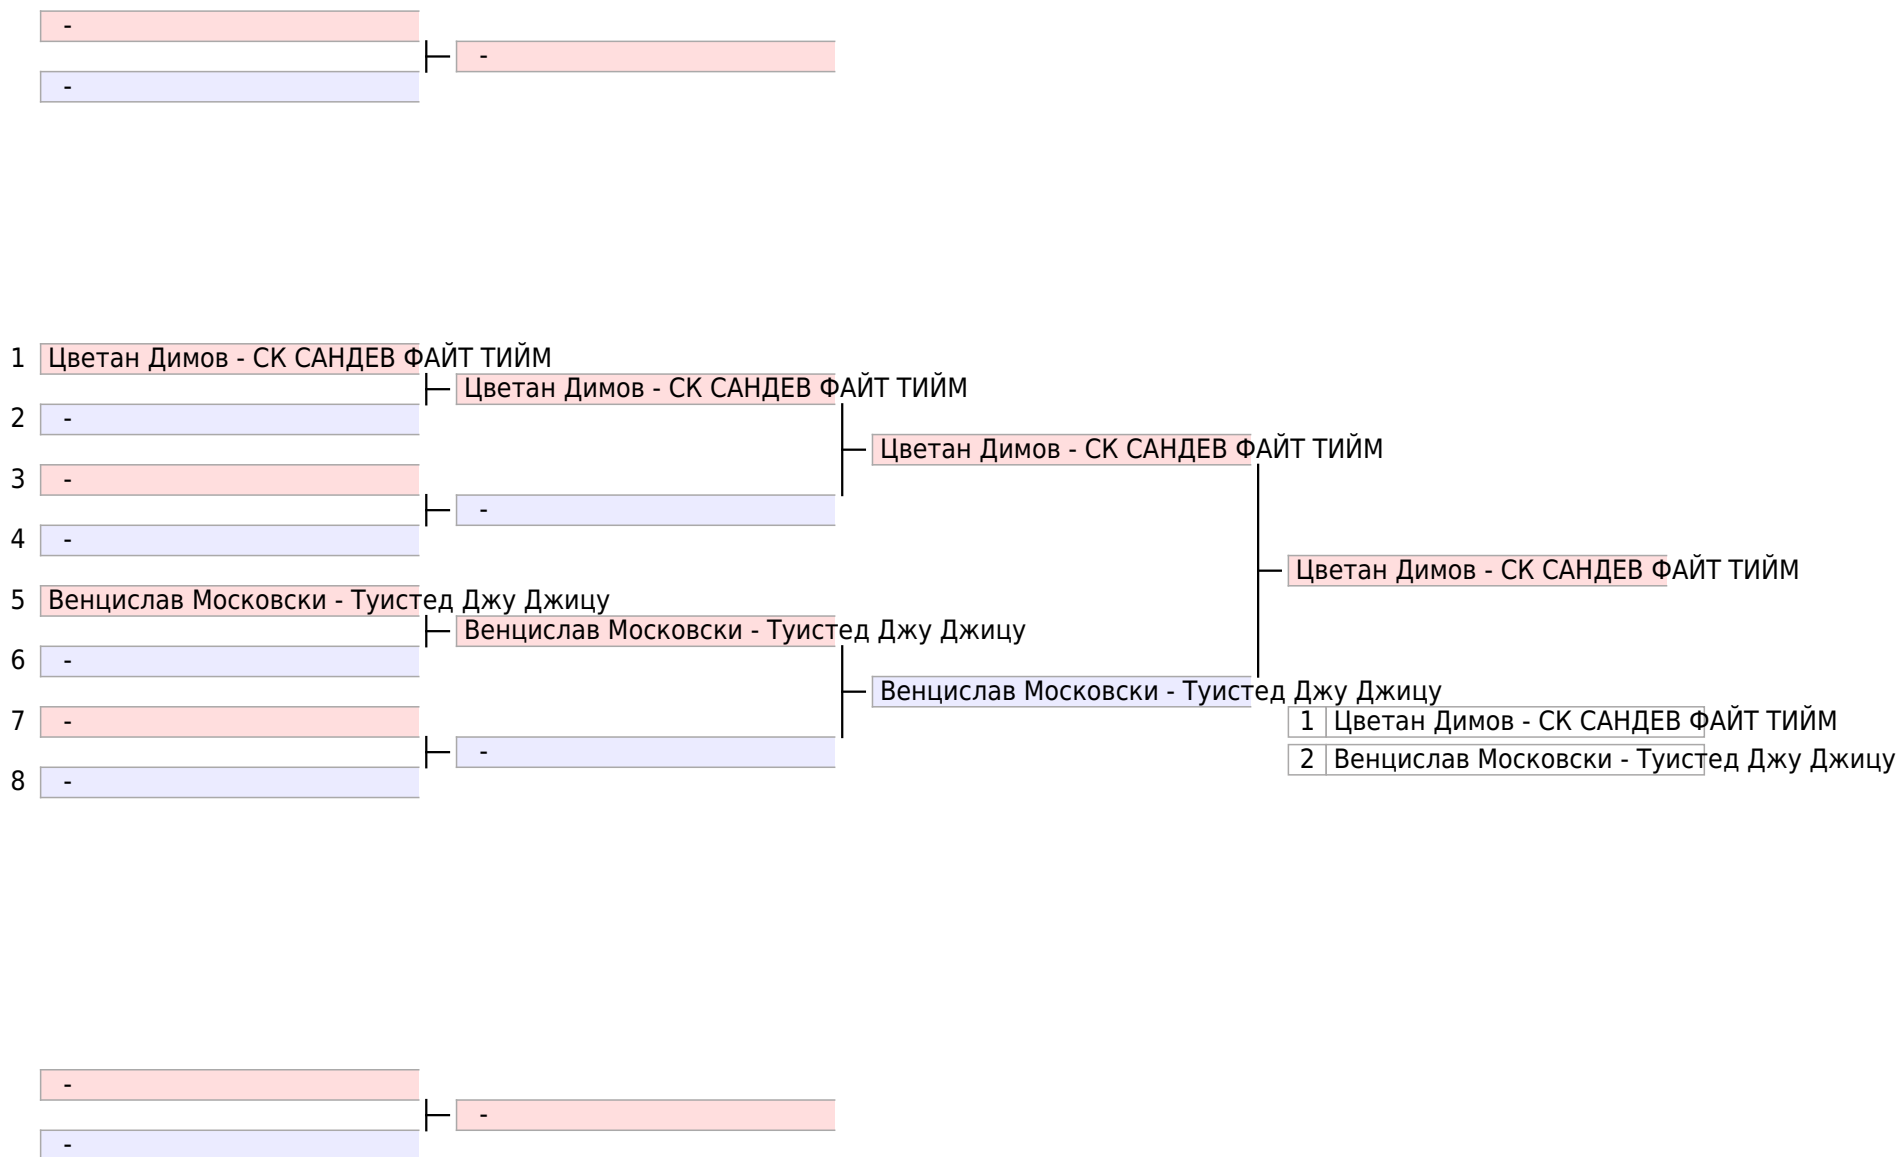 -
-
-
1 Цветан Димов - СК САНДЕВ ФАЙТ ТИЙМ
Цветан Димов - СК САНДЕВ ФАЙТ ТИЙМ
2 -
Цветан Димов - СК САНДЕВ ФАЙТ ТИЙМ
3 -
-
4 -
Цветан Димов - СК САНДЕВ ФАЙТ ТИЙМ
5 Венцислав Московски - Туистед Джу Джицу
Венцислав Московски - Туистед Джу Джицу
6 -
Венцислав Московски - Туистед Джу Джицу
7 -
1 Цветан Димов - СК САНДЕВ ФАЙТ ТИЙМ
-
2 Венцислав Московски - Туистед Джу Джицу
8 -
-
-
-